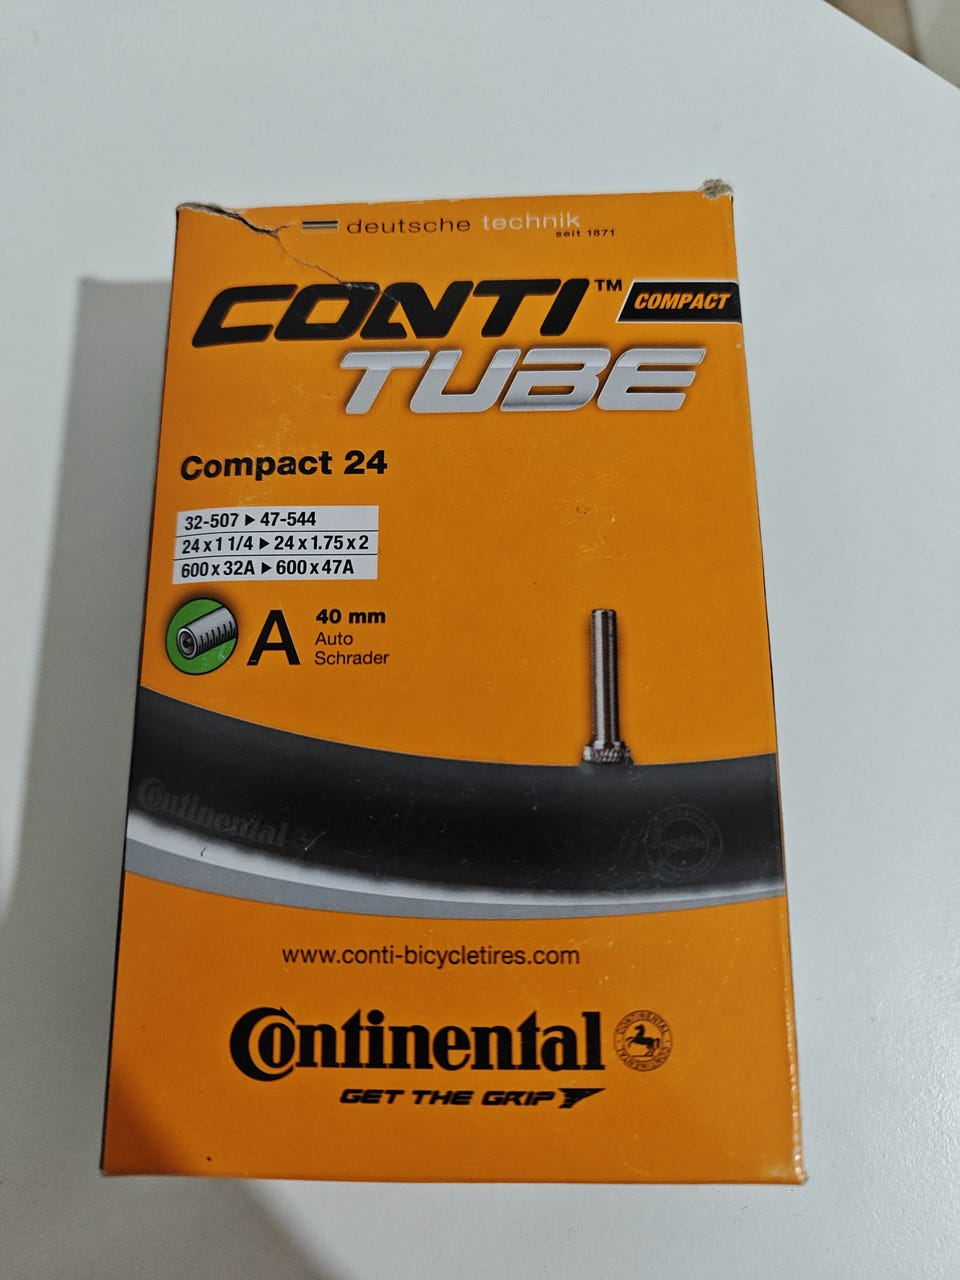 deutsche technik
seit 1871
CONTI™ COMPACT
TUBE
Compact 24
32-507 ▶ 47-544
24 x 1 1/4 ▶ 24 x 1.75 x 2
600 x 32A ▶ 600 x 47A
A 40 mm
Auto
Schrader
Continental
www.conti-bicycletires.com
Continental
CONTINENTAL CONTINENTAL
GET THE GRIP